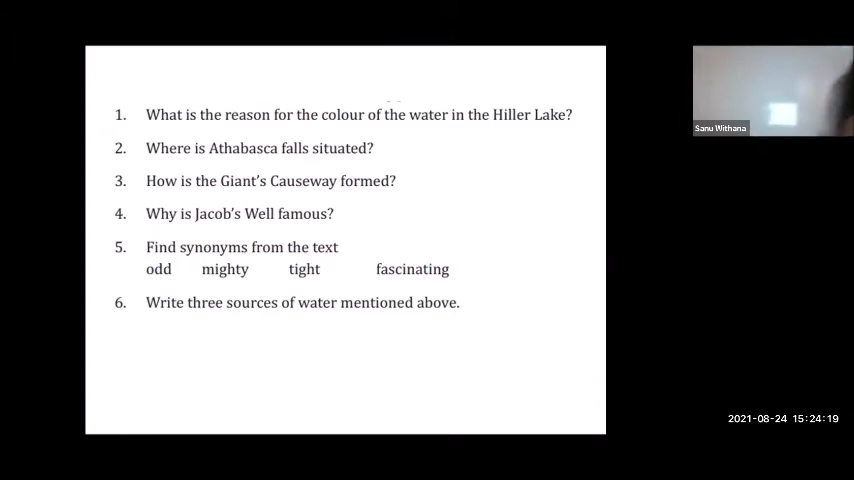 1. What is the reason for the colour of the water in the Hiller Lake?
2. Where is Athabasca falls situated?
3. How is the Giant's Causeway formed?
4. Why is Jacob's Well famous?
5. Find synonyms from the text
odd mighty tight fascinating
6. Write three sources of water mentioned above.
Sanu Withana
2021-08-24 15:24:19